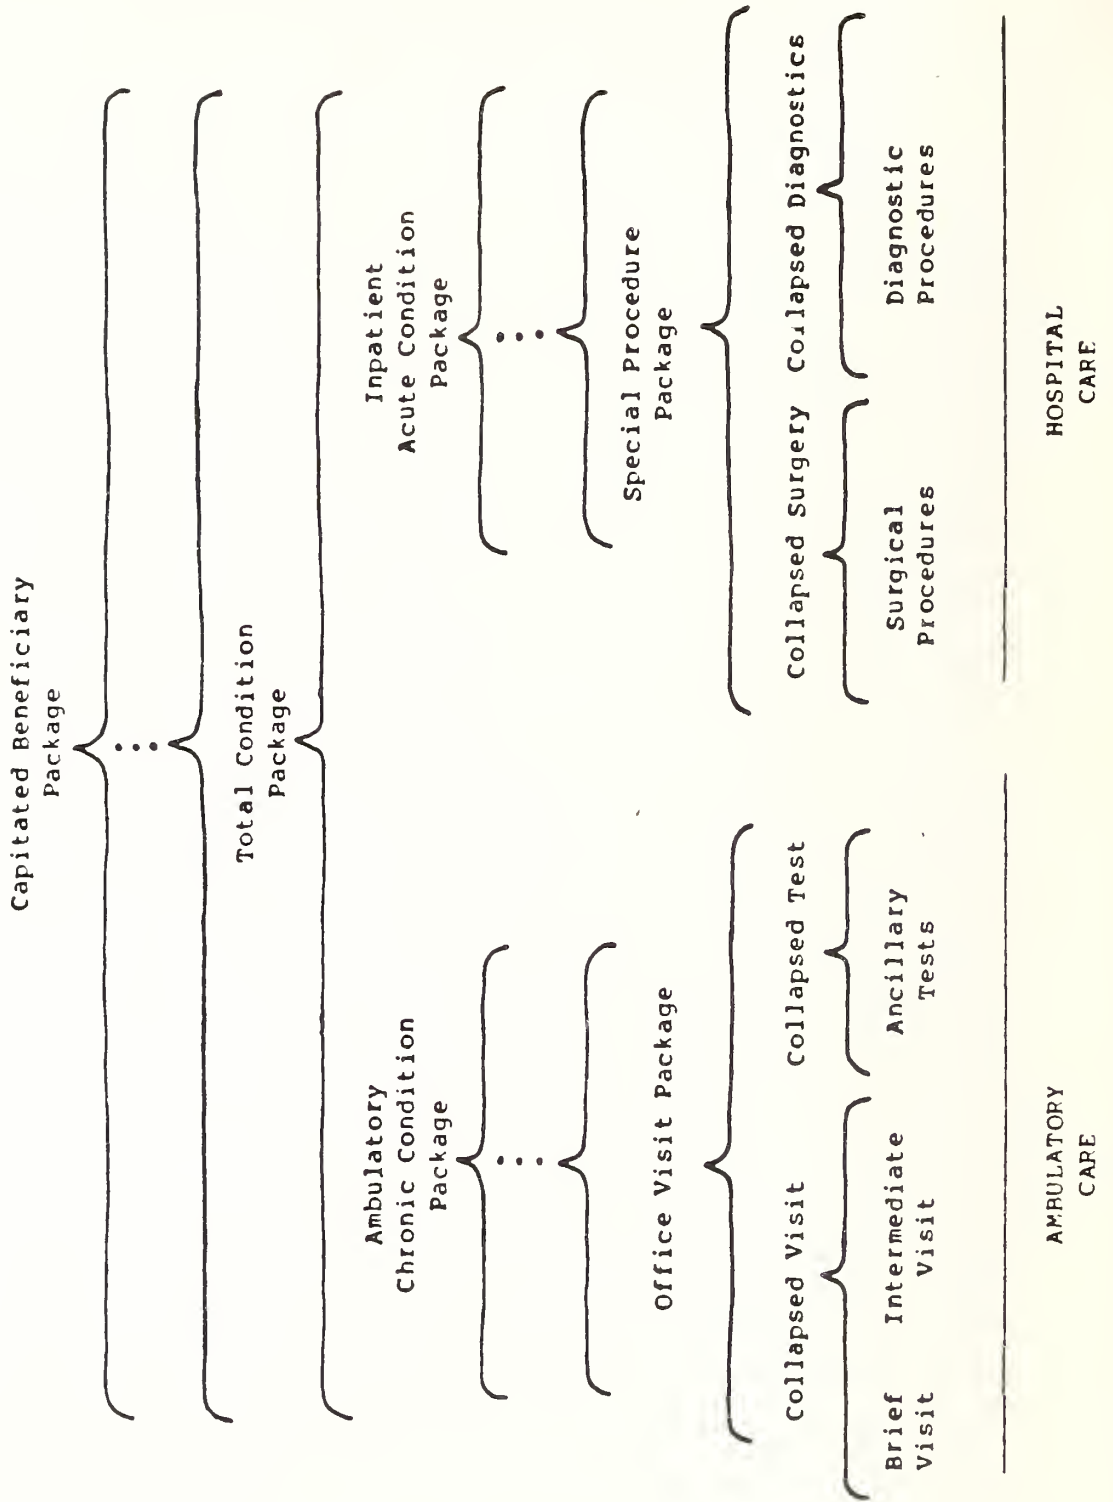 Capitated Beneficiary
Package
Total Condition
Package
Ambulatory
Chronic Condition
Package
Inpatient
Acute Condition
Package
Office Visit Package
Special Procedure
Package
Collapsed Visit
Collapsed Test
Collapsed Surgery
Collapsed Diagnostics
Brief
Visit
Intermediate
Visit
Ancillary
Tests
Surgical
Procedures
Diagnostic
Procedures
AMBULATORY
CARE
HOSPITAL
CARE